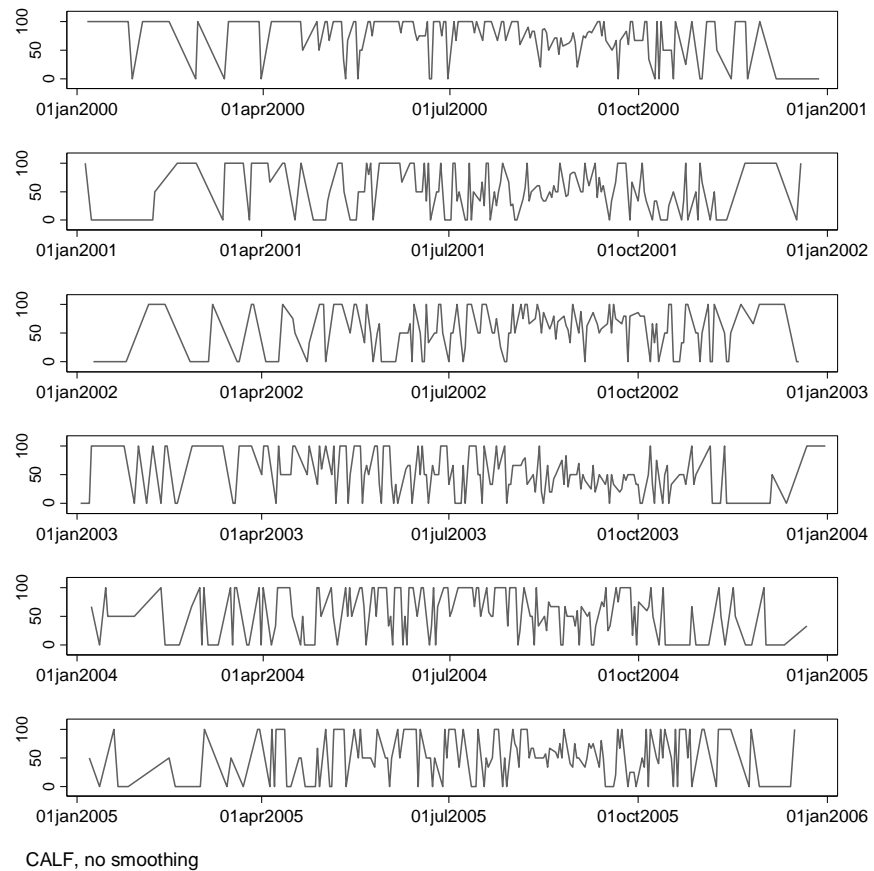 100
50
0
01jan2000 01apr2000 01jul2000 01oct2000 01jan2001
100
50
0
01jan2001 01apr2001 01jul2001 01oct2001 01jan2002
100
50
0
01jan2002 01apr2002 01jul2002 01oct2002 01jan2003
100
50
0
01jan2003 01apr2003 01jul2003 01oct2003 01jan2004
100
50
0
01jan2004 01apr2004 01jul2004 01oct2004 01jan2005
100
50
0
01jan2005 01apr2005 01jul2005 01oct2005 01jan2006
CALF, no smoothing